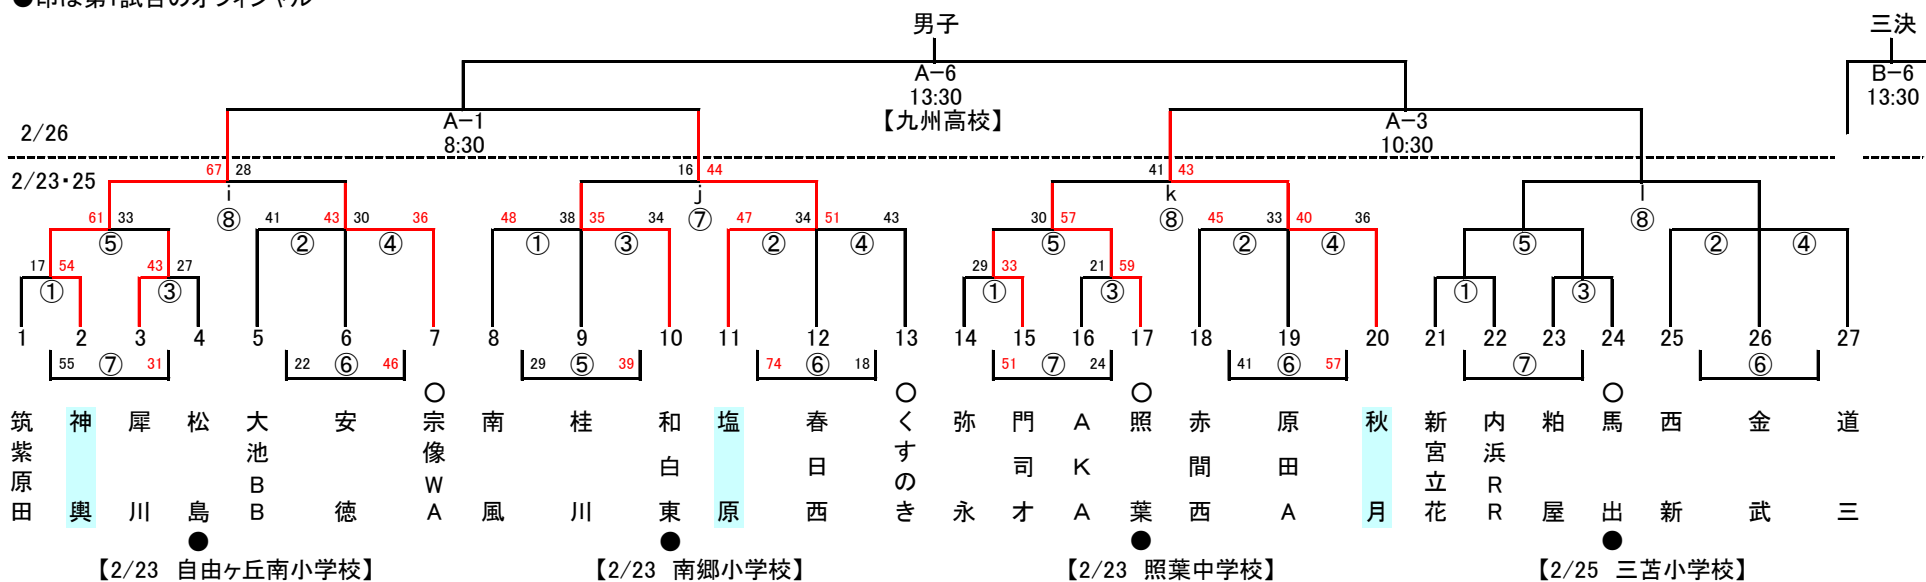 ●印は第1試合のオフィシャル
男子
三決
A-6
13:30
【九州高校】
B-6
13:30
2/26
A-1
8:30
A-3
10:30
2/23・25
67 28 16 44 41 43
i j k l
⑧ ⑦ ⑧ ⑧
61 33 41 43 30 36 48 38 35 34 47 34 51 43 30 57 45 33 40 36
⑤ ② ④ ① ③ ② ④ ⑤ ② ④ ⑤ ② ④
17 54 43 27 29 33 21 59
① ③ ① ③ ① ③
1 2 3 4 5 6 7 8 9 10 11 12 13 14 15 16 17 18 19 20 21 22 23 24 25 26 27
55 ⑦ 31 22 ⑥ 46 29 ⑤ 39 74 ⑥ 18 51 ⑦ 24 41 ⑥ 57 ⑦ ⑥
○ ○ ○ ○
筑紫原田
神輿
犀川
松島
大池BB
安徳
宗像WA
南風
桂川
和白東
塩原
春日西
くすのき
弥永
門司才
AKA
照葉
赤間西
原田A
秋月
新宮立花
内浜RR
粕屋
馬出
西新
金武
道三
● ● ● ●
【2/23 自由ヶ丘南小学校】
【2/23 南郷小学校】
【2/23 照葉中学校】
【2/25 三苫小学校】